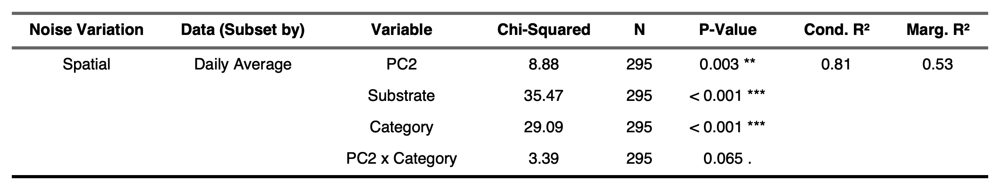 Noise Variation Data (Subset by) Variable Chi-Squared N P-Value Cond. R² Marg. R²
Spatial Daily Average PC2 8.88 295 0.003 ** 0.81 0.53
Substrate 35.47 295 < 0.001 ***
Category 29.09 295 < 0.001 ***
PC2 x Category 3.39 295 0.065 .